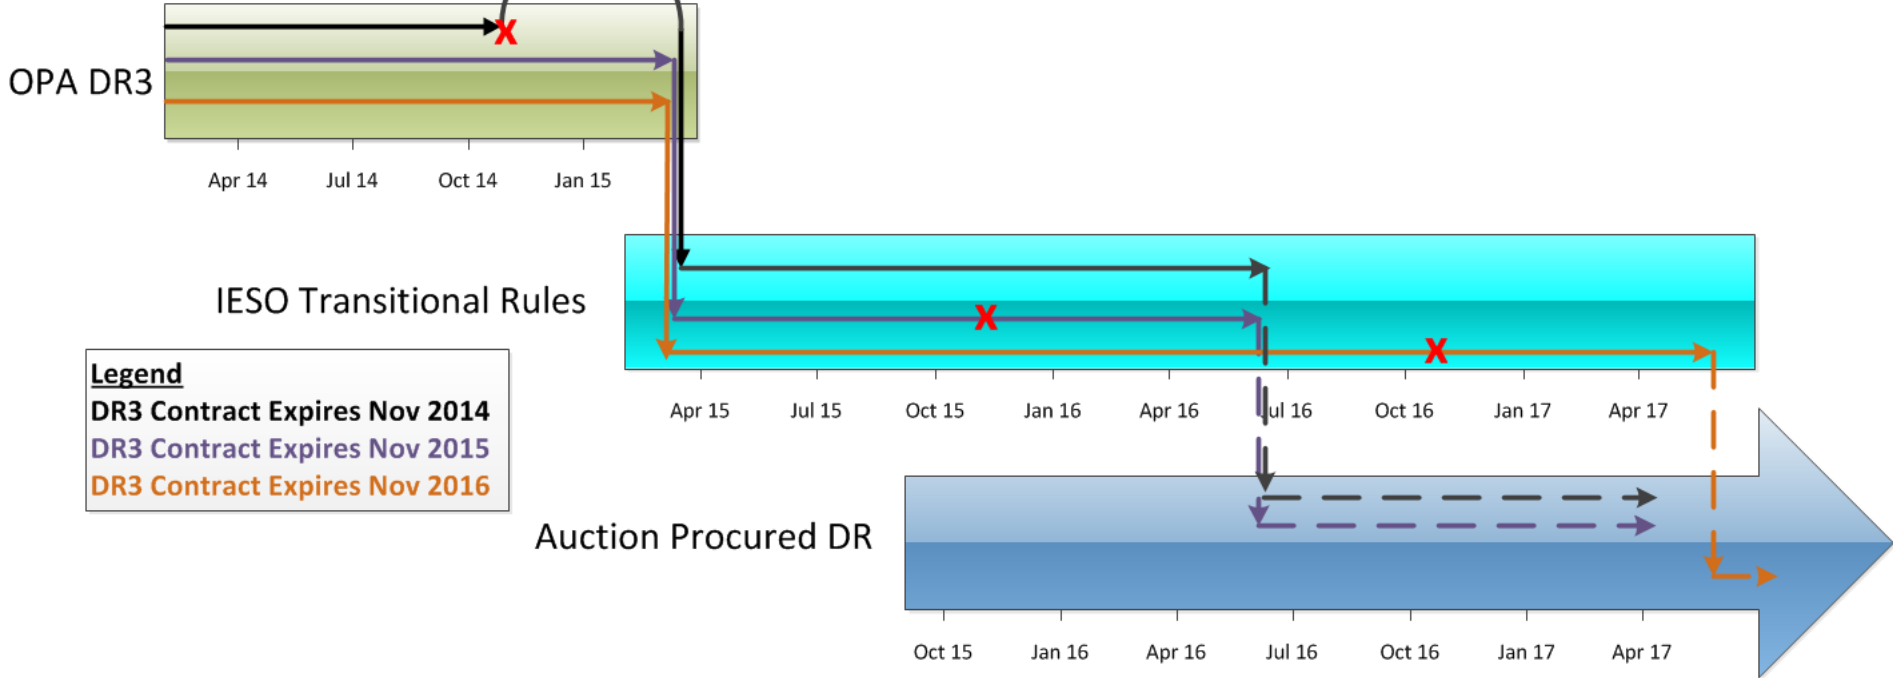 OPA DR3
X
Apr 14 Jul 14 Oct 14 Jan 15
IESO Transitional Rules
X
X
Apr 15 Jul 15 Oct 15 Jan 16 Apr 16 Jul 16 Oct 16 Jan 17 Apr 17
Legend
DR3 Contract Expires Nov 2014
DR3 Contract Expires Nov 2015
DR3 Contract Expires Nov 2016
Auction Procured DR
Oct 15 Jan 16 Apr 16 Jul 16 Oct 16 Jan 17 Apr 17